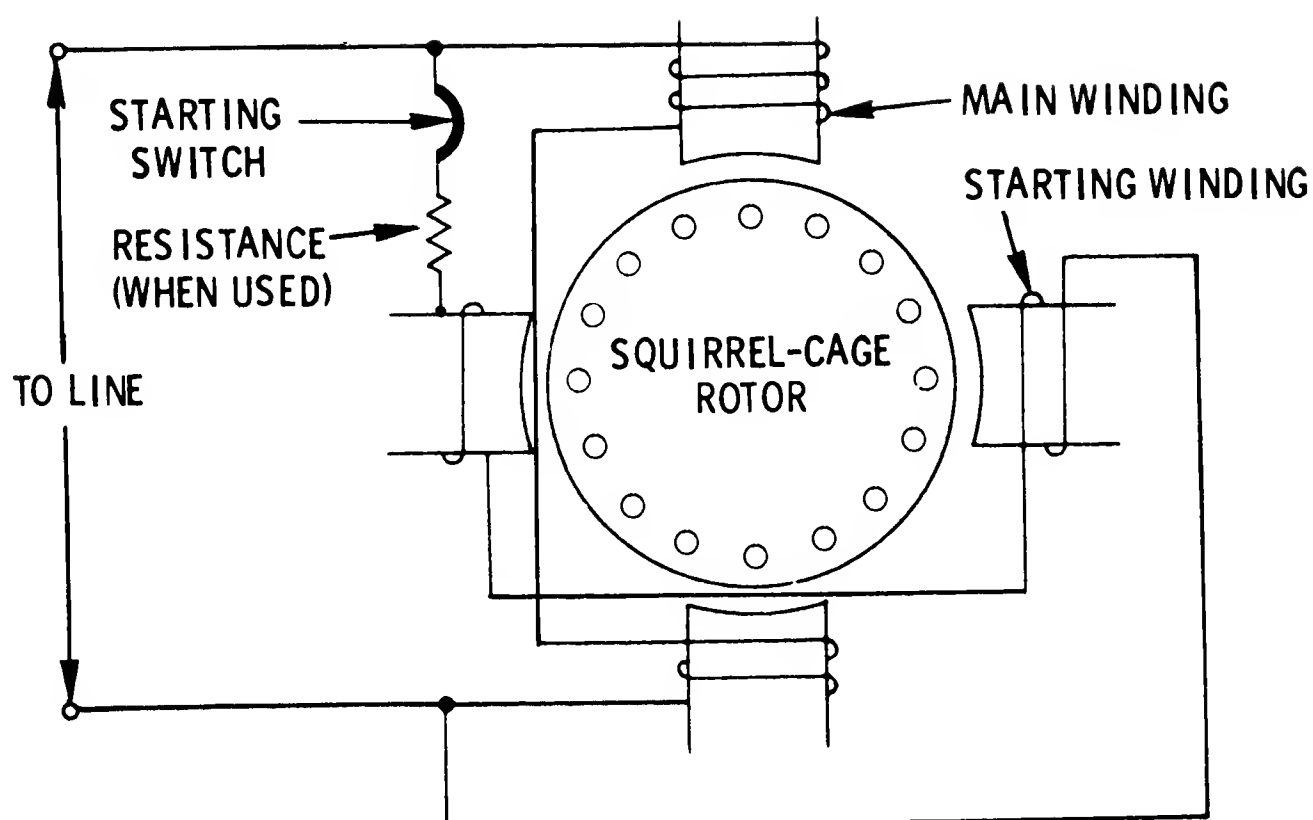 STARTING
SWITCH
MAIN WINDING
STARTING WINDING
RESISTANCE
(WHEN USED)
SQUIRREL-CAGE
ROTOR
TO LINE